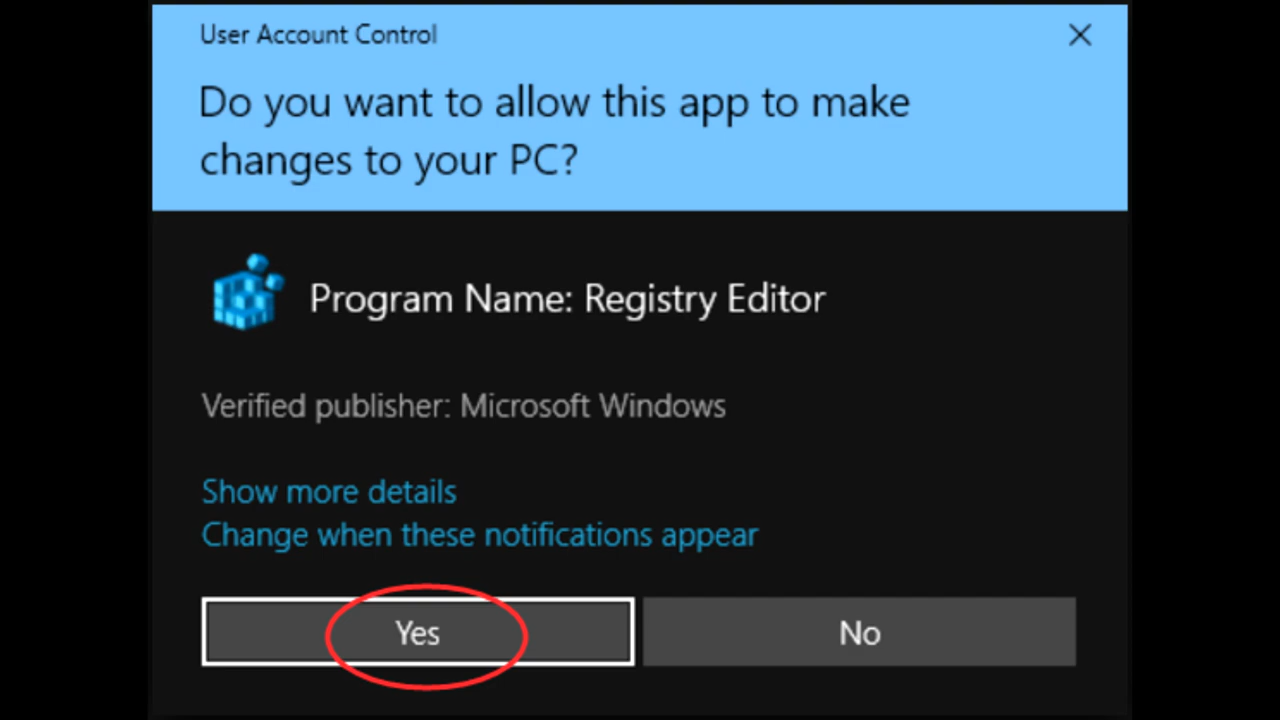 User Account Control
Do you want to allow this app to make
changes to your PC?
Program Name: Registry Editor
Verified publisher: Microsoft Windows
Show more details
Change when these notifications appear
Yes
No